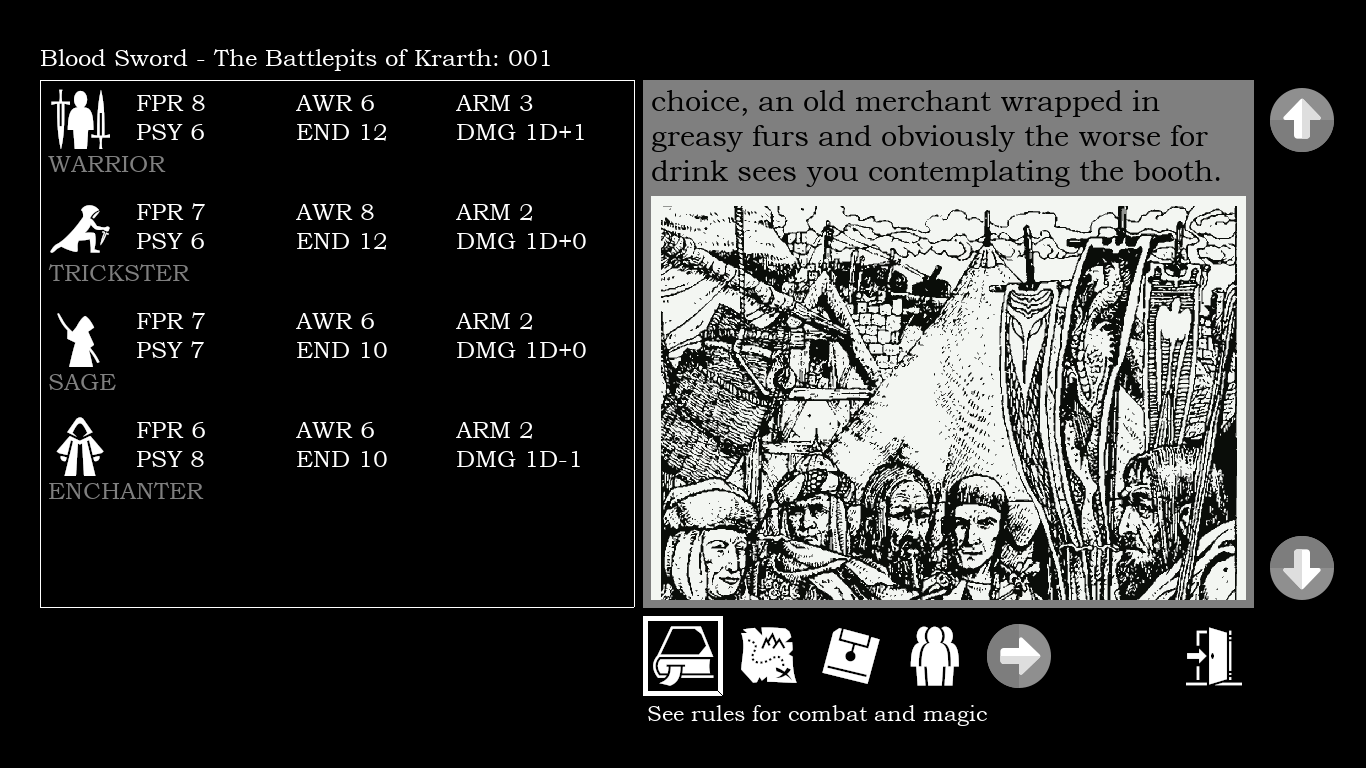 Blood Sword - The Battlepits of Krarth: 001
FPR 8 AWR 6 ARM 3
PSY 6 END 12 DMG 1D+1
WARRIOR
FPR 7 AWR 8 ARM 2
PSY 6 END 12 DMG 1D+0
TRICKSTER
FPR 7 AWR 6 ARM 2
PSY 7 END 10 DMG 1D+0
SAGE
FPR 6 AWR 6 ARM 2
PSY 8 END 10 DMG 1D-1
ENCHANTER
choice, an old merchant wrapped in
greasy furs and obviously the worse for
drink sees you contemplating the booth.
See rules for combat and magic